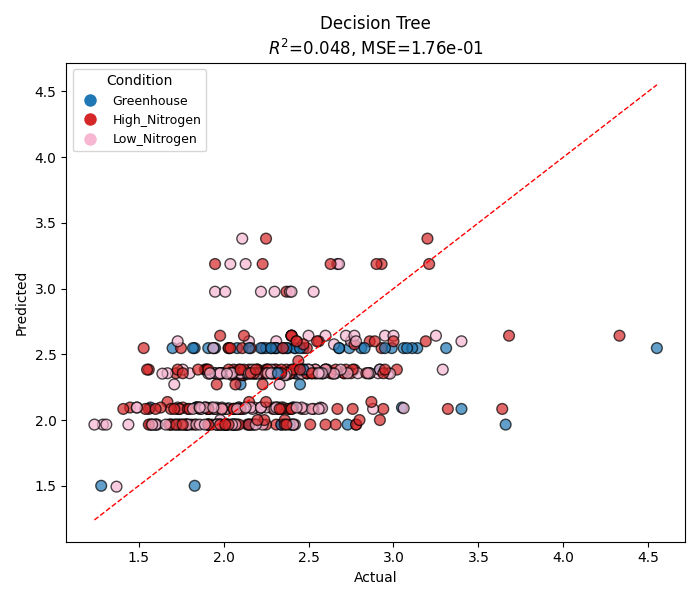 Decision Tree
R²=0.048, MSE=1.76e-01
Condition
Greenhouse
High_Nitrogen
Low_Nitrogen
4.5
4.0
3.5
3.0
2.5
2.0
1.5
Predicted
1.5 2.0 2.5 3.0 3.5 4.0 4.5
Actual